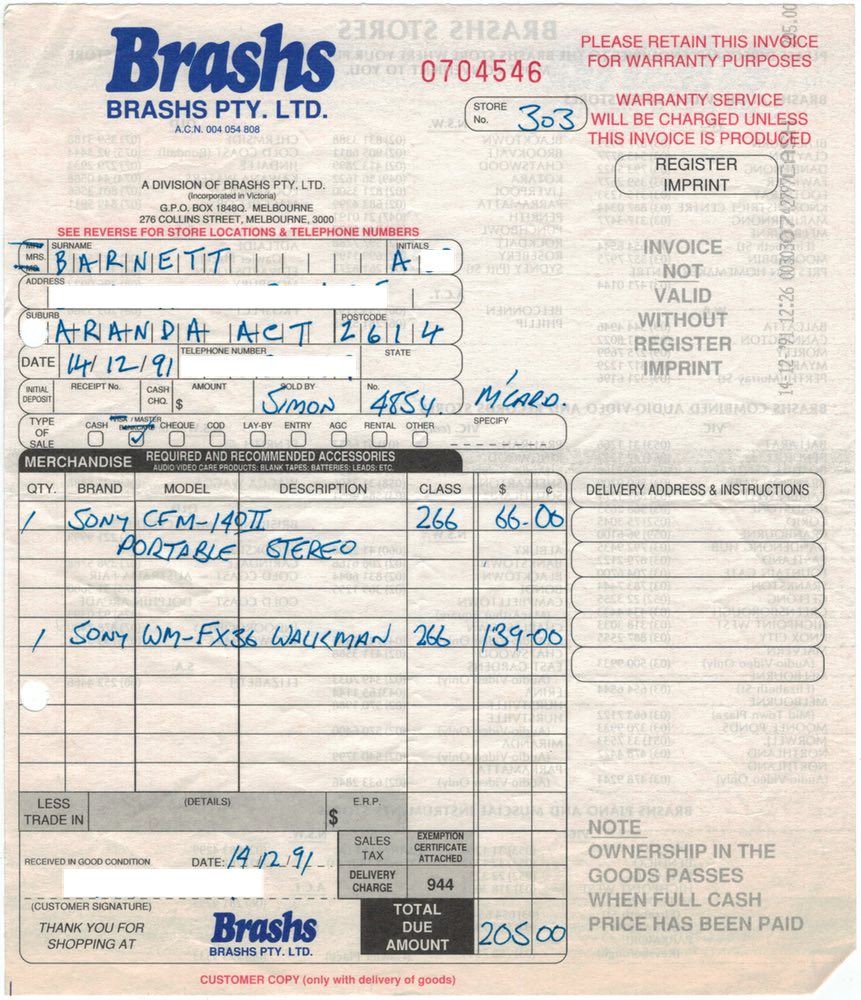 Brashs
BRASHS PTY. LTD.
A.C.N. 004 054 808
0704546
STORE No. 303
PLEASE RETAIN THIS INVOICE
FOR WARRANTY PURPOSES
WARRANTY SERVICE
WILL BE CHARGED UNLESS
THIS INVOICE IS PRODUCED
REGISTER
IMPRINT
A DIVISION OF BRASHS PTY. LTD.
(Incorporated in Victoria)
G.P.O. BOX 1848Q. MELBOURNE
276 COLLINS STREET, MELBOURNE, 3000
SEE REVERSE FOR STORE LOCATIONS & TELEPHONE NUMBERS
MRS. SURNAME BARNETT INITIALS A
ADDRESS
SUBURB ARANDA ACT POSTCODE 2614
DATE 14/12/91 TELEPHONE NUMBER STATE
INITIAL DEPOSIT RECEIPT No. CASH CHQ. AMOUNT $ SOLD BY SIMON No. 4854. M'CARD.
TYPE OF SALE CASH VISA / MASTER BANKCARD CHEQUE COD LAY-BY ENTRY AGC RENTAL OTHER SPECIFY
INVOICE
NOT
VALID
WITHOUT
REGISTER
IMPRINT
14-12-91 12:26
MERCHANDISE REQUIRED AND RECOMMENDED ACCESSORIES
AUDIO/VIDEO CARE PRODUCTS: BLANK TAPES: BATTERIES: LEADS: ETC.
QTY. BRAND MODEL DESCRIPTION CLASS $ ¢
1 SONY CFM-140II 266 66-00
PORTABLE STEREO
1 SONY WM-FX36 WALKMAN 266 139-00
DELIVERY ADDRESS & INSTRUCTIONS
LESS TRADE IN (DETAILS) $ E.R.P.
RECEIVED IN GOOD CONDITION DATE: 14/12/91
SALES TAX EXEMPTION CERTIFICATE ATTACHED
DELIVERY CHARGE 944
(CUSTOMER SIGNATURE)
THANK YOU FOR
SHOPPING AT
Brashs
BRASHS PTY. LTD.
TOTAL DUE AMOUNT 205 00
NOTE
OWNERSHIP IN THE
GOODS PASSES
WHEN FULL CASH
PRICE HAS BEEN PAID
CUSTOMER COPY (only with delivery of goods)